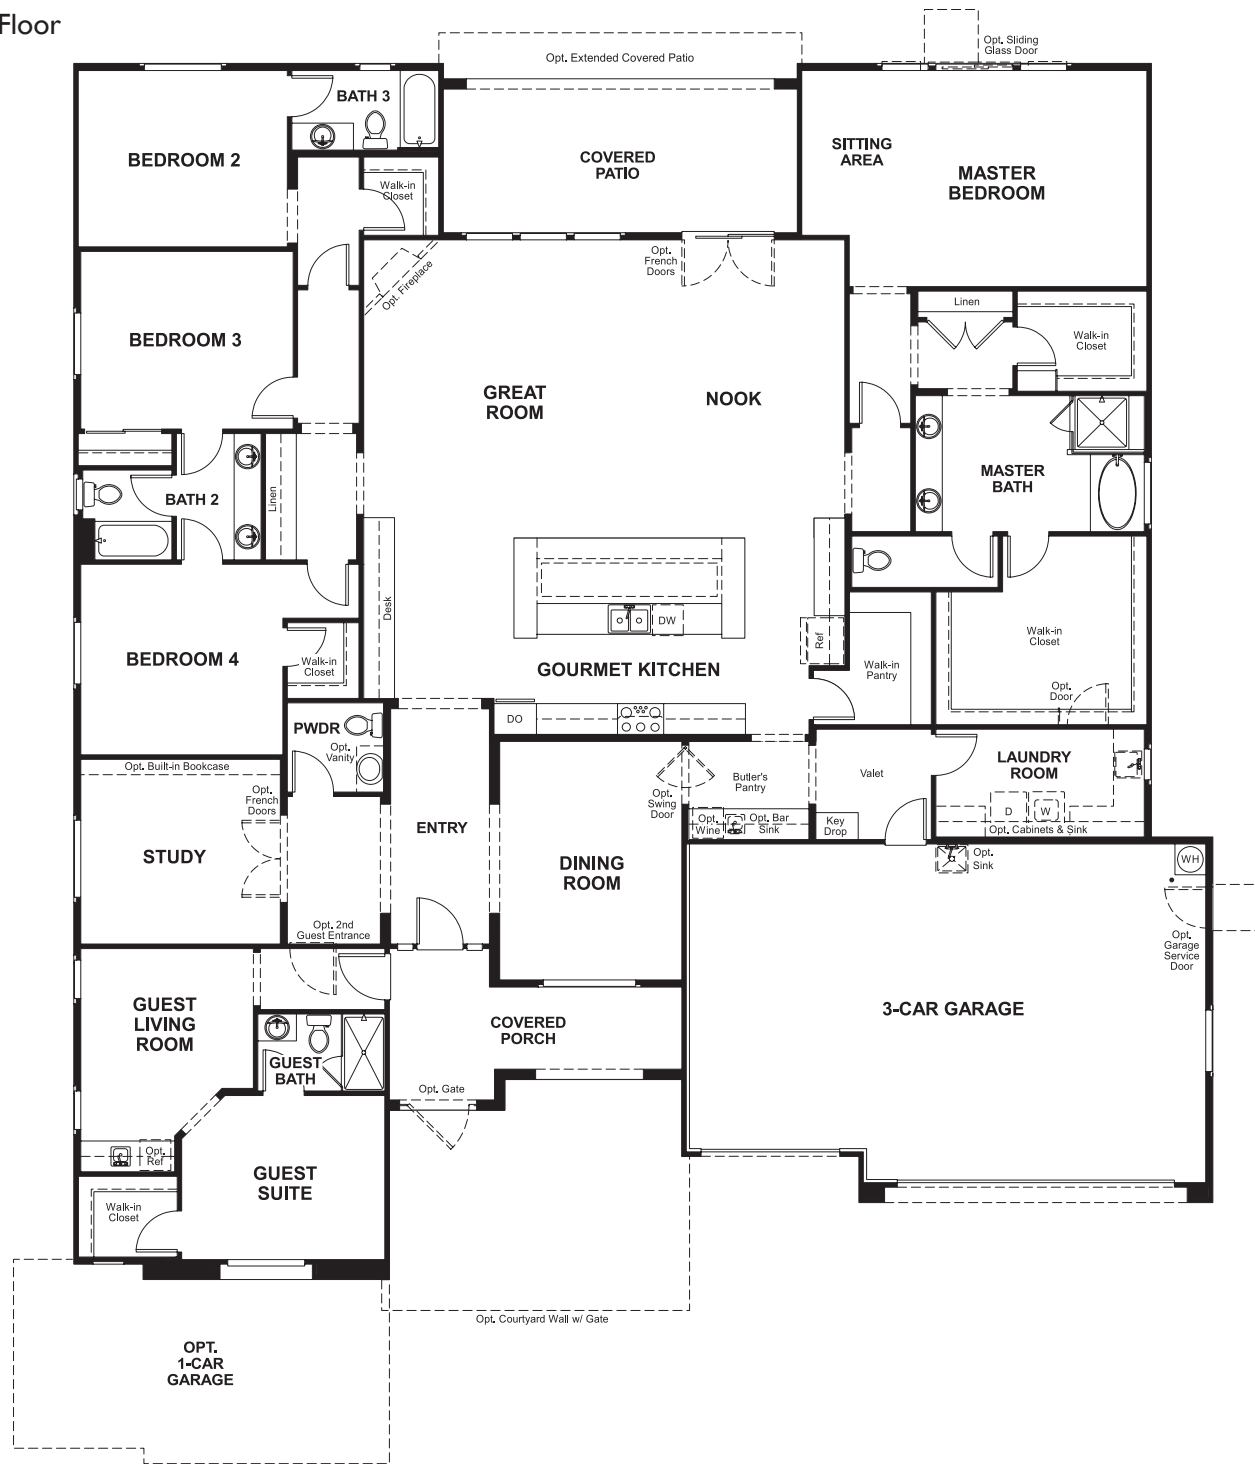 Floor
Opt. Sliding
Glass Door
Opt. Extended Covered Patio
BATH 3
BEDROOM 2
COVERED
PATIO
SITTING
AREA
MASTER
BEDROOM
Walk-in
Closet
Opt.
French
Doors
Opt. Fireplace
Linen
BEDROOM 3
Walk-in
Closet
GREAT
ROOM
NOOK
MASTER
BATH
BATH 2
Linen
Desk
DW
Ref
Walk-in
Closet
BEDROOM 4
Walk-in
Closet
GOURMET KITCHEN
Walk-in
Pantry
Opt.
Door
DO
PWDR
Opt.
Vanity
Opt. Built-in Bookcase
Opt.
French
Doors
Butler's
Pantry
Valet
LAUNDRY
ROOM
Opt.
Swing
Door
Opt.
Wine
Opt. Bar
Sink
Key
Drop
D
W
Opt. Cabinets & Sink
ENTRY
STUDY
DINING
ROOM
Opt.
Sink
WH
Opt. 2nd
Guest Entrance
Opt.
Garage
Service
Door
GUEST
LIVING
ROOM
3-CAR GARAGE
COVERED
PORCH
GUEST
BATH
Opt. Gate
Opt.
Ref
GUEST
SUITE
Walk-in
Closet
Opt. Courtyard Wall w/ Gate
OPT.
1-CAR
GARAGE